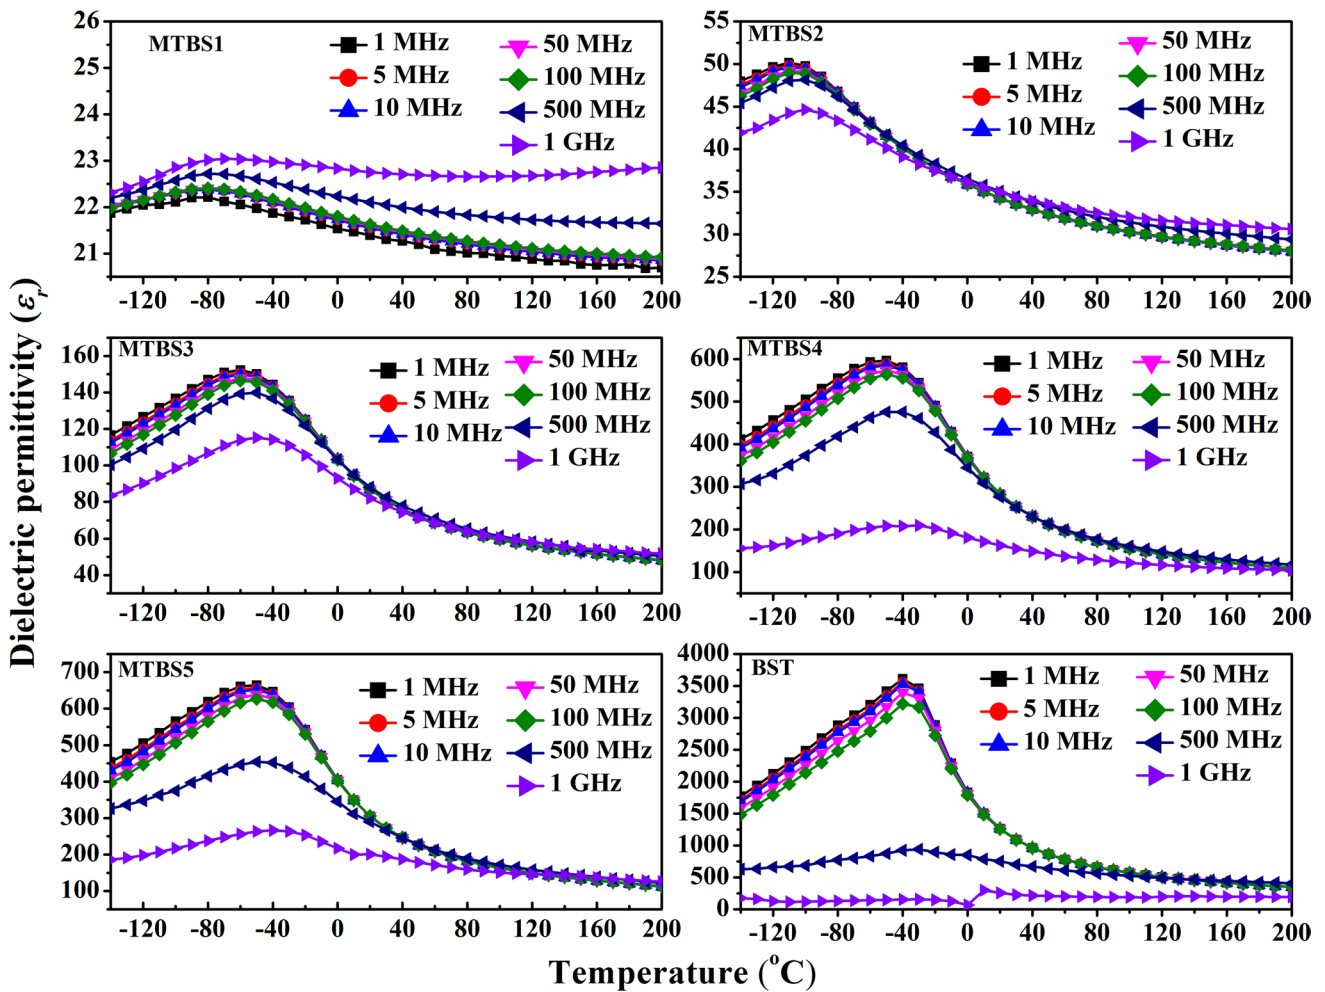 Dielectric permittivity (εr)
MTBS1
1 MHz
5 MHz
10 MHz
50 MHz
100 MHz
500 MHz
1 GHz
26
25
24
23
22
21
-120 -80 -40 0 40 80 120 160 200
MTBS2
1 MHz
5 MHz
10 MHz
50 MHz
100 MHz
500 MHz
1 GHz
55
50
45
40
35
30
25
-120 -80 -40 0 40 80 120 160 200
MTBS3
1 MHz
5 MHz
10 MHz
50 MHz
100 MHz
500 MHz
1 GHz
160
140
120
100
80
60
40
-120 -80 -40 0 40 80 120 160 200
MTBS4
1 MHz
5 MHz
10 MHz
50 MHz
100 MHz
500 MHz
1 GHz
600
500
400
300
200
100
-120 -80 -40 0 40 80 120 160 200
MTBS5
1 MHz
5 MHz
10 MHz
50 MHz
100 MHz
500 MHz
1 GHz
700
600
500
400
300
200
100
-120 -80 -40 0 40 80 120 160 200
BST
1 MHz
5 MHz
10 MHz
50 MHz
100 MHz
500 MHz
1 GHz
4000
3500
3000
2500
2000
1500
1000
500
0
-120 -80 -40 0 40 80 120 160 200
Temperature (°C)